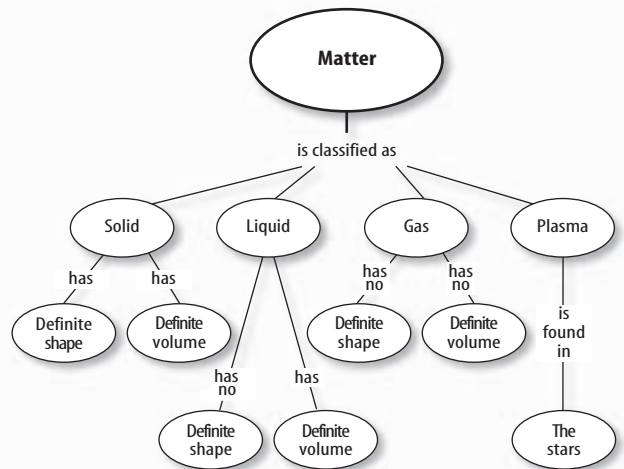 Matter
is classified as
Solid
Liquid
Gas
Plasma
has
has
has
no
has
no
Definite
shape
Definite
volume
Definite
shape
Definite
volume
is
found
in
has
no
has
Definite
shape
Definite
volume
The
stars